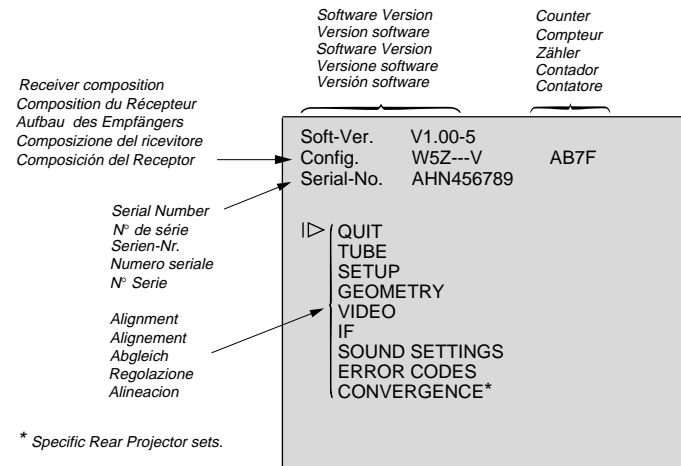 Software Version
Version software
Software Version
Versione software
Versión software
Counter
Compteur
Zähler
Contador
Contatore
Receiver composition
Composition du Récepteur
Aufbau des Empfängers
Composizione del ricevitore
Composición del Receptor
Soft-Ver. V1.00-5
Config. W5Z---V AB7F
Serial-No. AHN456789
Serial Number
N° de série
Serien-Nr.
Numero seriale
N° Serie
QUIT
TUBE
SETUP
GEOMETRY
VIDEO
IF
SOUND SETTINGS
ERROR CODES
CONVERGENCE*
Alignment
Alignement
Abgleich
Regolazione
Alineacion
* Specific Rear Projector sets.